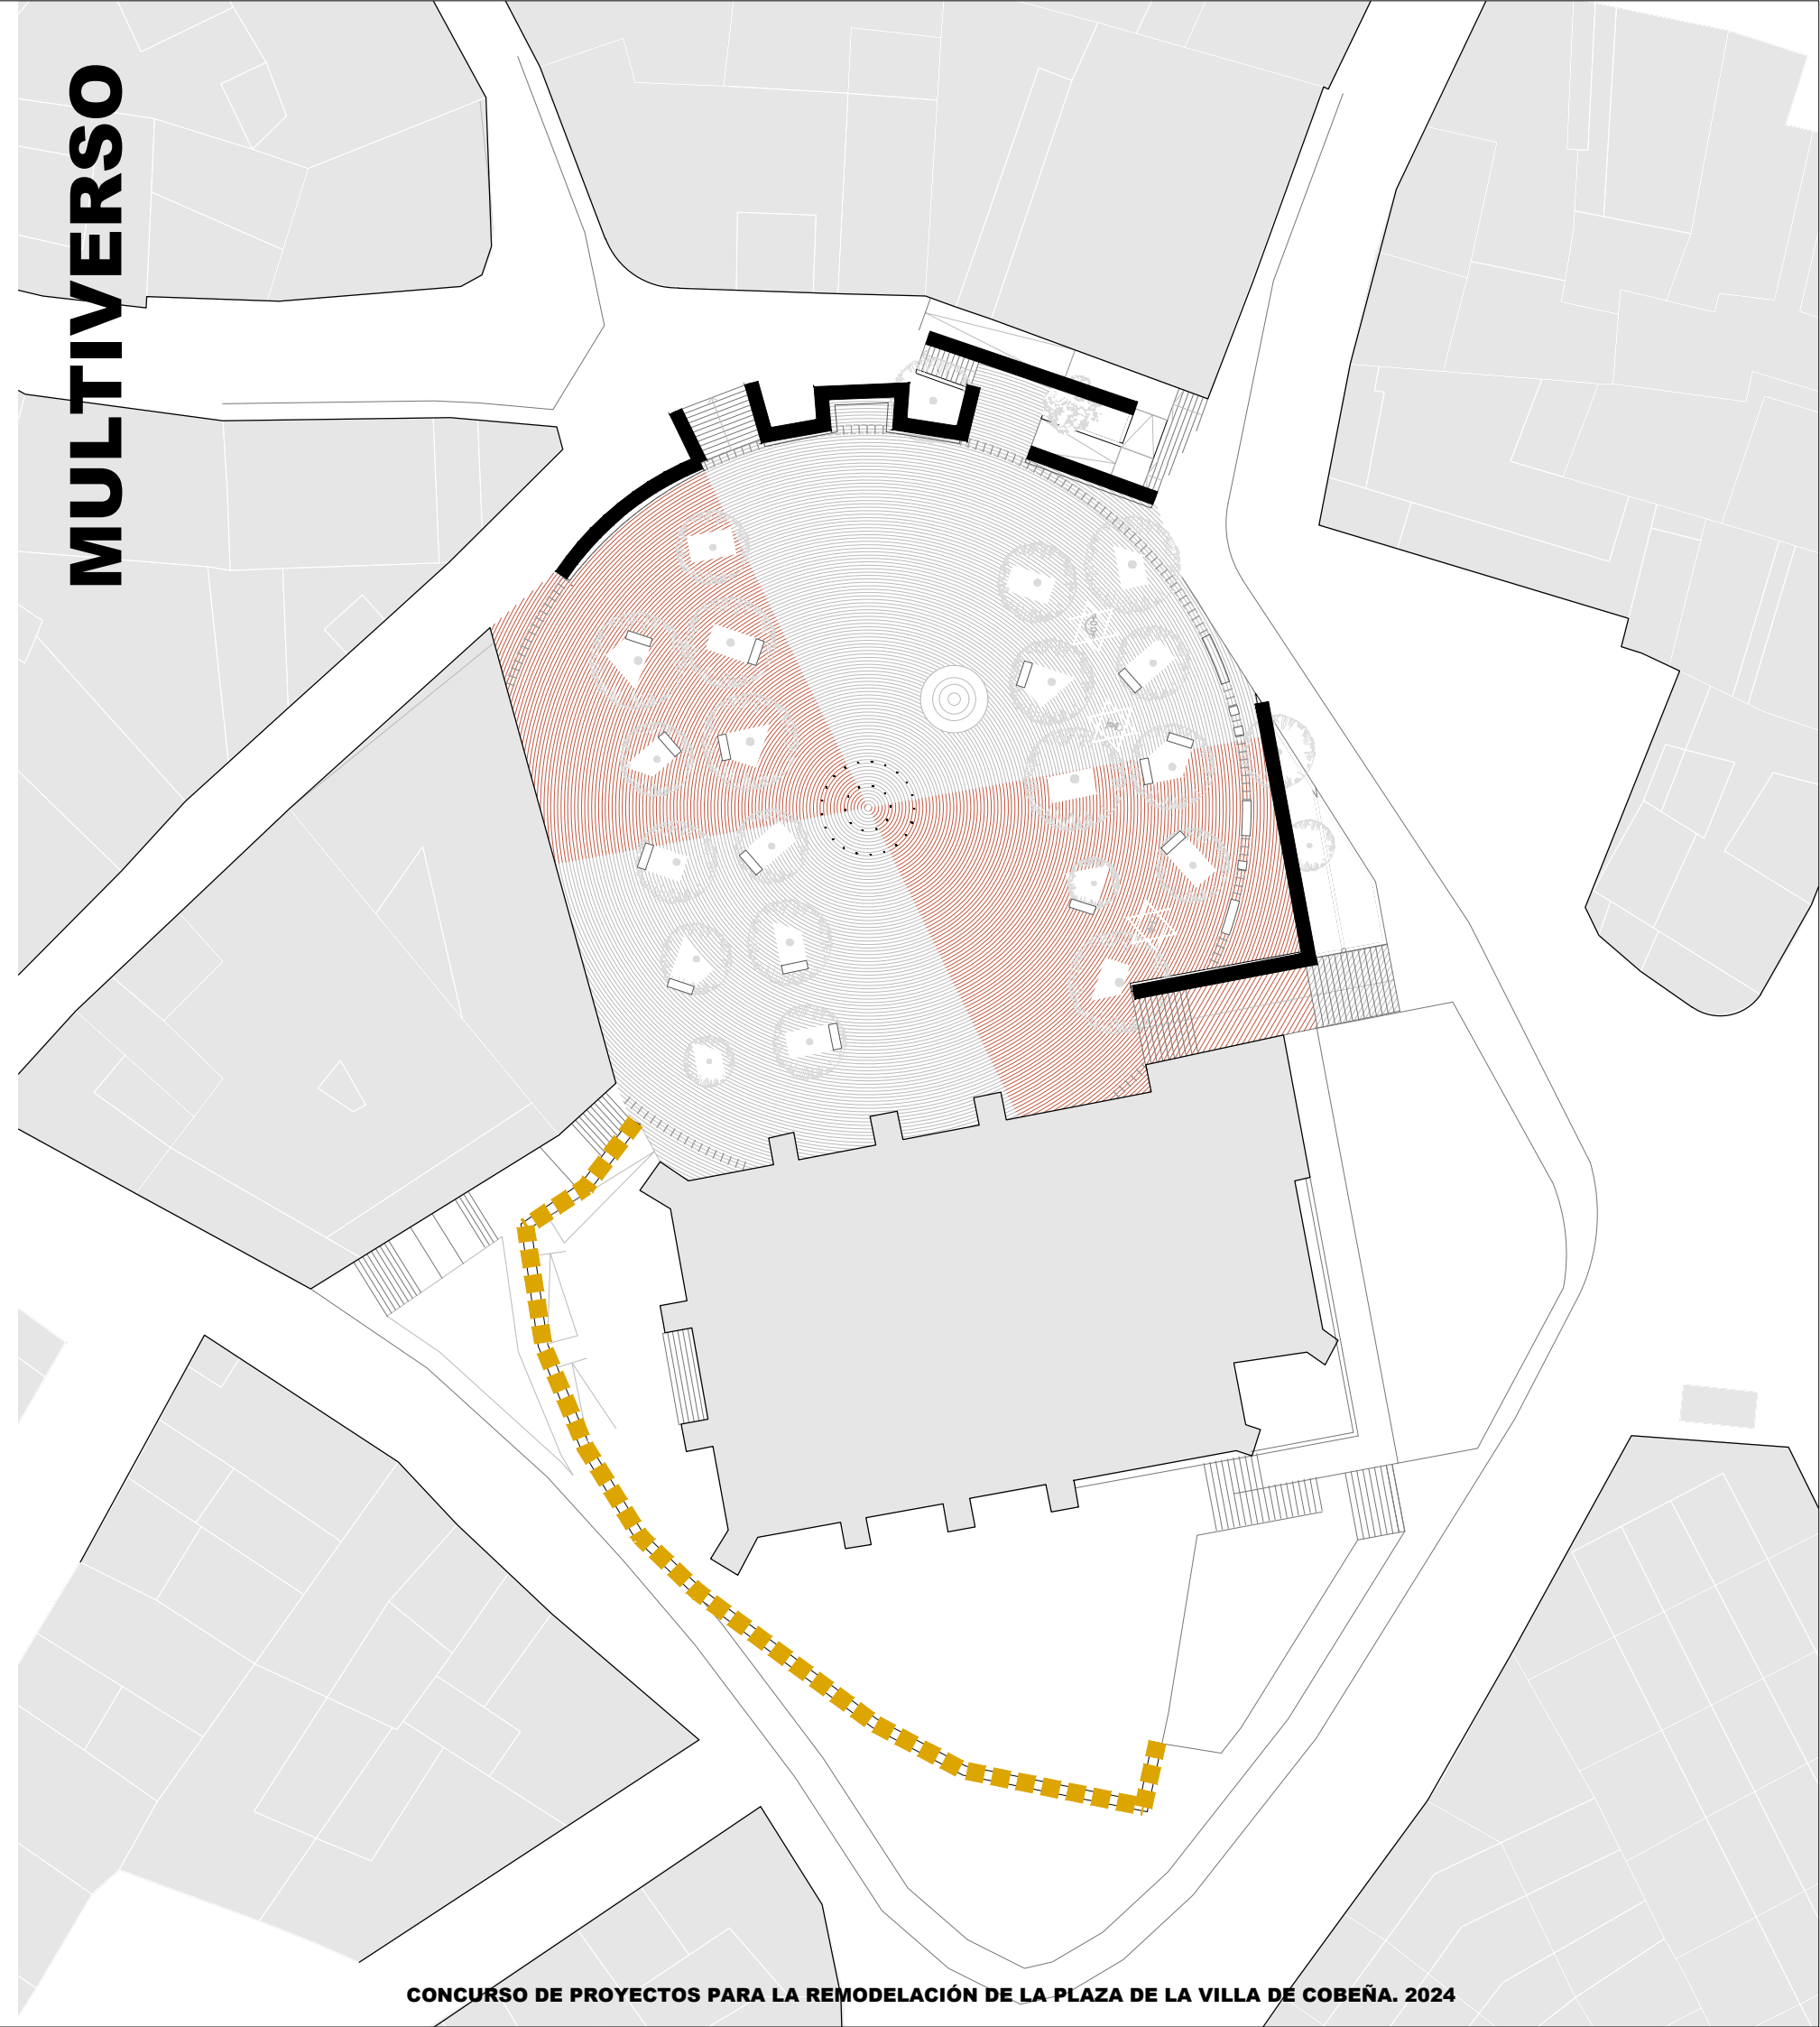 MULTIVERSO
CONCURSO DE PROYECTOS PARA LA REMODELACIÓN DE LA PLAZA DE LA VILLA DE COBEÑA. 2024